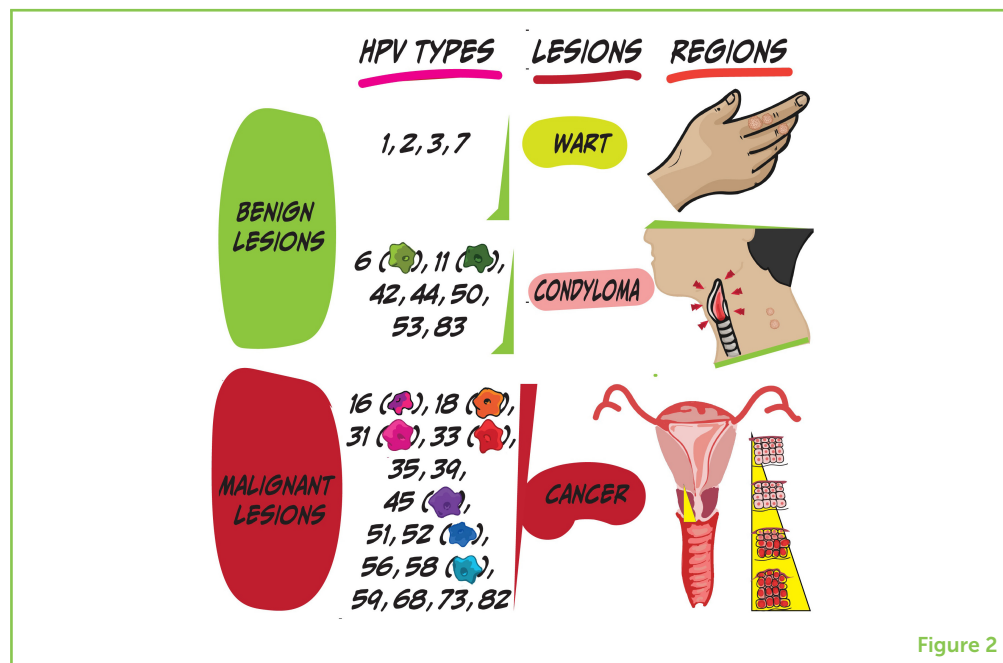 HPV TYPES LESIONS REGIONS
BENIGN
LESIONS
1, 2, 3, 7
WART
6 ( ), 11 ( ),
42, 44, 50,
53, 83
CONDYLOMA
MALIGNANT
LESIONS
16 ( ), 18 ( ),
31 ( ), 33 ( ),
35, 39,
45 ( ),
51, 52 ( ),
56, 58 ( ),
59, 68, 73, 82
CANCER
Figure 2